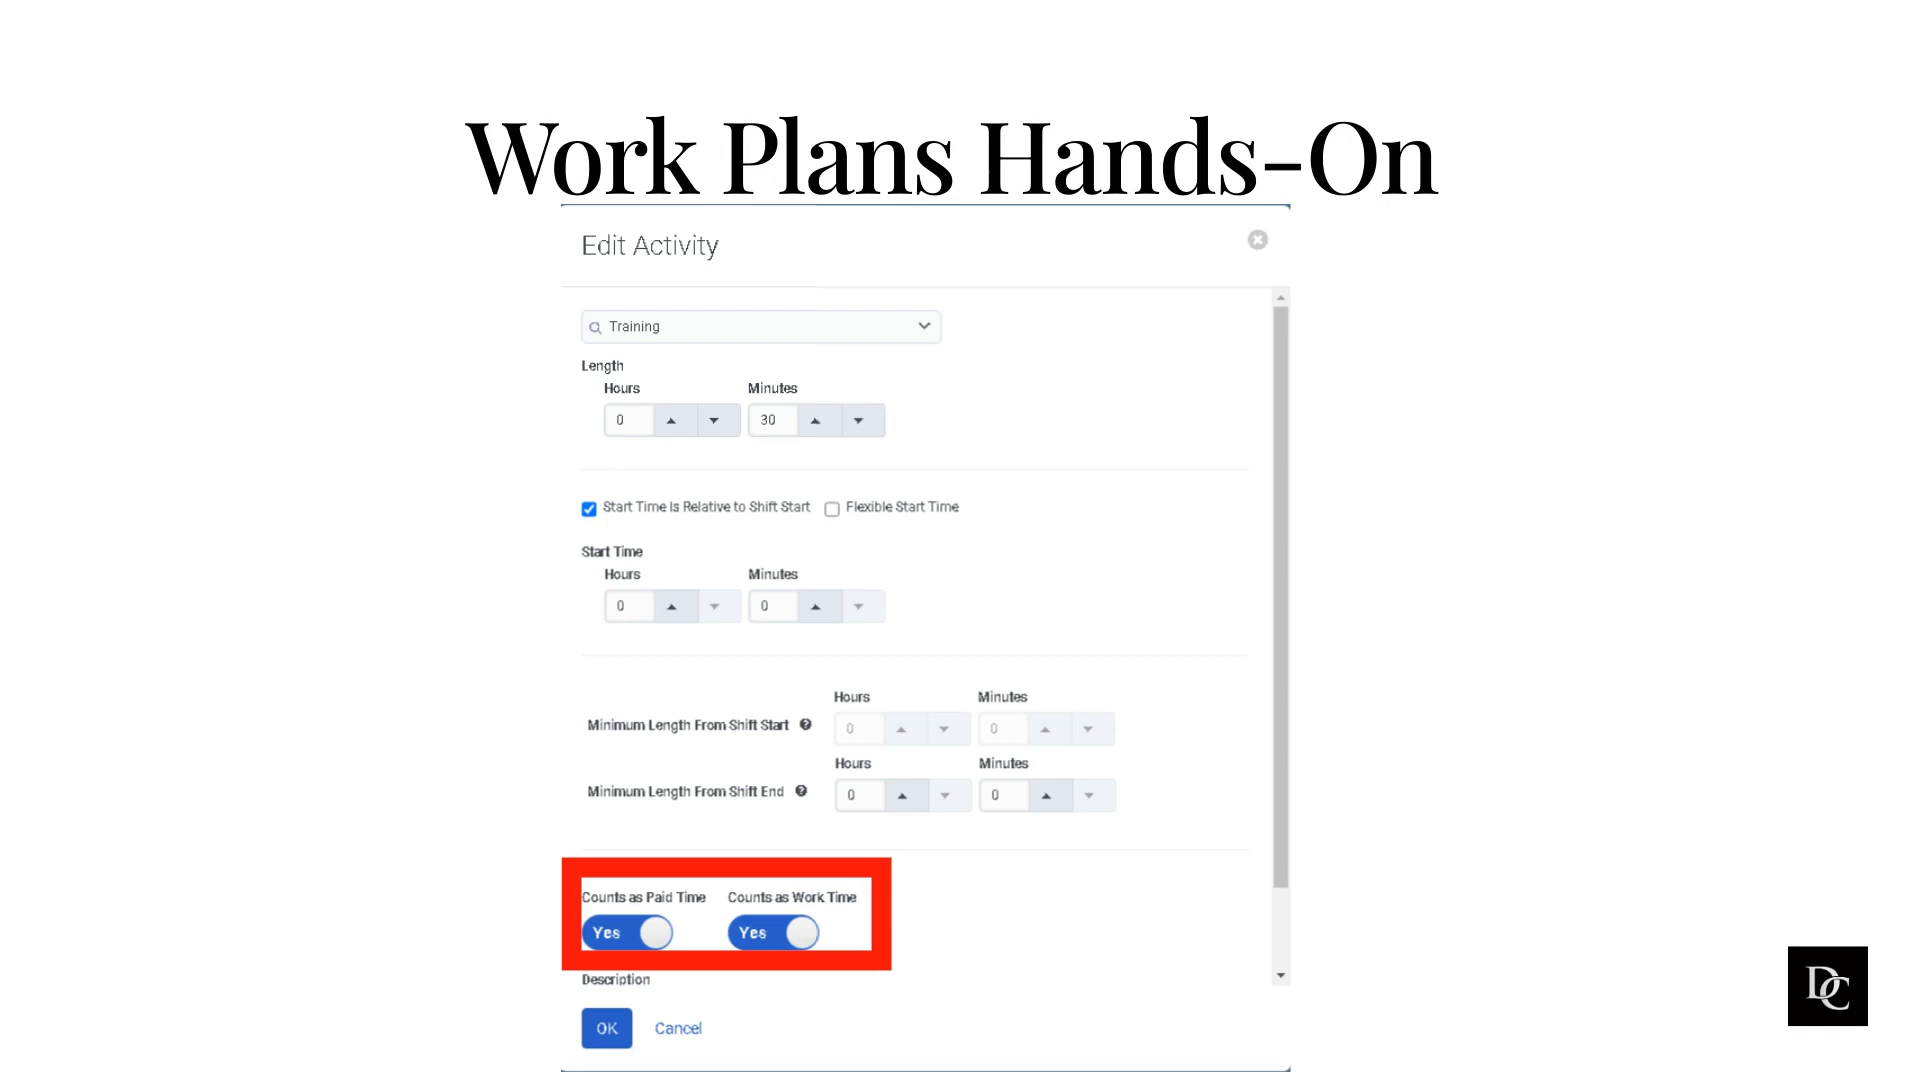 Work Plans Hands-On
Edit Activity
Training
Length
Hours Minutes
0 30
Start Time Is Relative to Shift Start Flexible Start Time
Start Time
Hours Minutes
0 0
Hours Minutes
Minimum Length From Shift Start 0 0
Hours Minutes
Minimum Length From Shift End 0 0
Counts as Paid Time Counts as Work Time
Yes Yes
Description
OK Cancel
DC